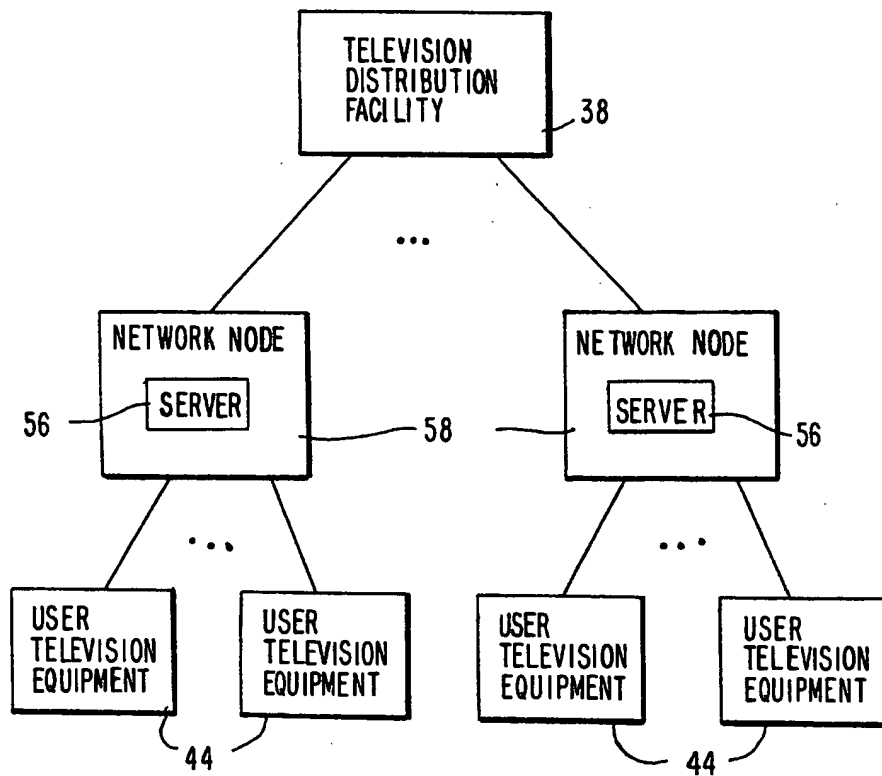 TELEVISION
DISTRIBUTION
FACILITY
38
NETWORK NODE
SERVER
56
58
NETWORK NODE
SERVER
56
USER
TELEVISION
EQUIPMENT
USER
TELEVISION
EQUIPMENT
44
USER
TELEVISION
EQUIPMENT
USER
TELEVISION
EQUIPMENT
44